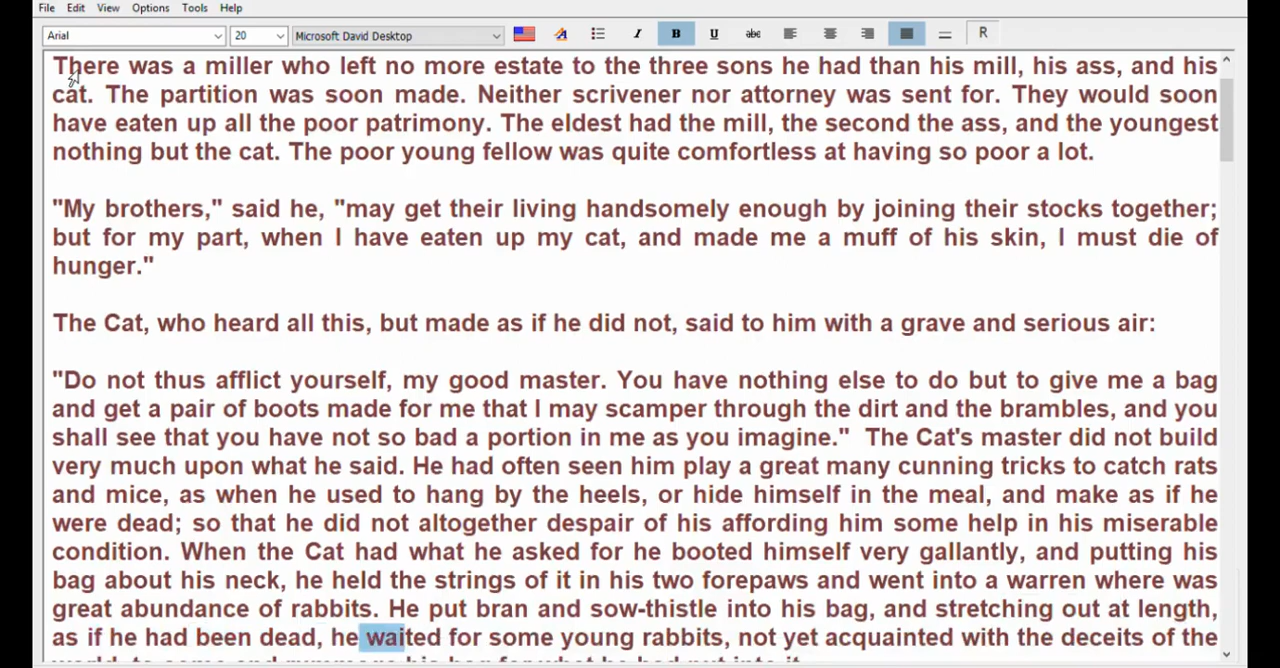 File Edit View Options Tools Help
Arial 20 Microsoft David Desktop I B U abc R
There was a miller who left no more estate to the three sons he had than his mill, his ass, and his
cat. The partition was soon made. Neither scrivener nor attorney was sent for. They would soon
have eaten up all the poor patrimony. The eldest had the mill, the second the ass, and the youngest
nothing but the cat. The poor young fellow was quite comfortless at having so poor a lot.
"My brothers," said he, "may get their living handsomely enough by joining their stocks together;
but for my part, when I have eaten up my cat, and made me a muff of his skin, I must die of
hunger."
The Cat, who heard all this, but made as if he did not, said to him with a grave and serious air:
"Do not thus afflict yourself, my good master. You have nothing else to do but to give me a bag
and get a pair of boots made for me that I may scamper through the dirt and the brambles, and you
shall see that you have not so bad a portion in me as you imagine." The Cat's master did not build
very much upon what he said. He had often seen him play a great many cunning tricks to catch rats
and mice, as when he used to hang by the heels, or hide himself in the meal, and make as if he
were dead; so that he did not altogether despair of his affording him some help in his miserable
condition. When the Cat had what he asked for he booted himself very gallantly, and putting his
bag about his neck, he held the strings of it in his two forepaws and went into a warren where was
great abundance of rabbits. He put bran and sow-thistle into his bag, and stretching out at length,
as if he had been dead, he waited for some young rabbits, not yet acquainted with the deceits of the